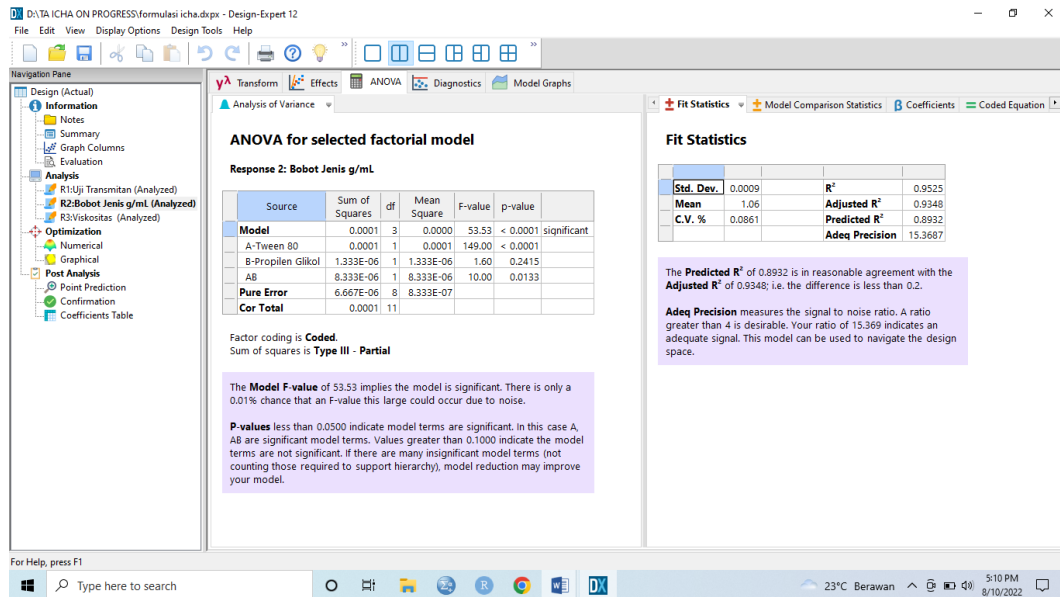 D:\TA ICHA ON PROGRESS\formulasi icha.dxpx - Design-Expert 12
File Edit View Display Options Design Tools Help
Navigation Pane
Design (Actual)
Information
Notes
Summary
Graph Columns
Evaluation
Analysis
R1:Uji Transmitan (Analyzed)
R2:Bobot Jenis g/mL (Analyzed)
R3:Viskositas (Analyzed)
Optimization
Numerical
Graphical
Post Analysis
Point Prediction
Confirmation
Coefficients Table
yλ Transform Effects ANOVA Diagnostics Model Graphs
Analysis of Variance
ANOVA for selected factorial model
Response 2: Bobot Jenis g/mL
Source Sum of Squares df Mean Square F-value p-value
Model 0.0001 3 0.0000 53.53 < 0.0001 significant
A-Tween 80 0.0001 1 0.0001 149.00 < 0.0001
B-Propilen Glikol 1.333E-06 1 1.333E-06 1.60 0.2415
AB 8.333E-06 1 8.333E-06 10.00 0.0133
Pure Error 6.667E-06 8 8.333E-07
Cor Total 0.0001 11
Factor coding is Coded.
Sum of squares is Type III - Partial
The Model F-value of 53.53 implies the model is significant. There is only a
0.01% chance that an F-value this large could occur due to noise.
P-values less than 0.0500 indicate model terms are significant. In this case A,
AB are significant model terms. Values greater than 0.1000 indicate the model
terms are not significant. If there are many insignificant model terms (not
counting those required to support hierarchy), model reduction may improve
your model.
Fit Statistics Model Comparison Statistics β Coefficients Coded Equation
Fit Statistics
Std. Dev. 0.0009 R² 0.9525
Mean 1.06 Adjusted R² 0.9348
C.V. % 0.0861 Predicted R² 0.8932
Adeq Precision 15.3687
The Predicted R² of 0.8932 is in reasonable agreement with the
Adjusted R² of 0.9348; i.e. the difference is less than 0.2.
Adeq Precision measures the signal to noise ratio. A ratio
greater than 4 is desirable. Your ratio of 15.369 indicates an
adequate signal. This model can be used to navigate the design
space.
For Help, press F1
Type here to search
23°C Berawan
5:10 PM
8/10/2022